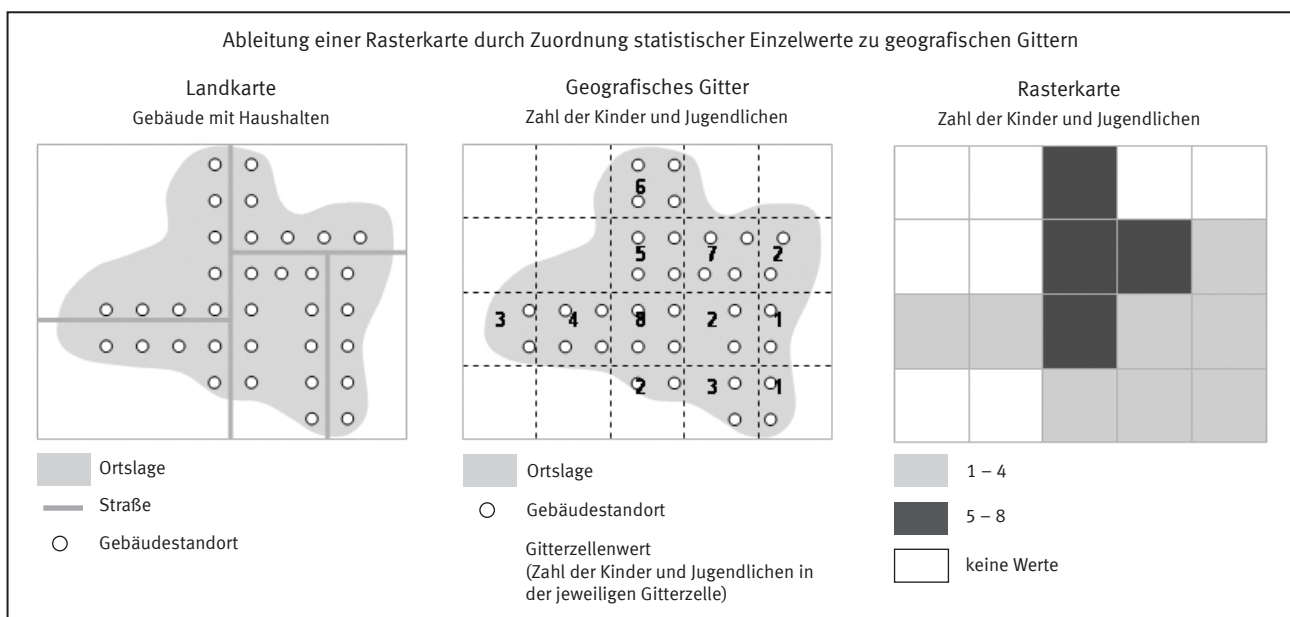 Ableitung einer Rasterkarte durch Zuordnung statistischer Einzelwerte zu geografischen Gittern
Landkarte
Gebäude mit Haushalten
Ortslage
Straße
Gebäudestandort
Geografisches Gitter
Zahl der Kinder und Jugendlichen
6
5 7 2
3 4 8 2 1
2 3 1
Ortslage
Gebäudestandort
Gitterzellenwert
(Zahl der Kinder und Jugendlichen in
der jeweiligen Gitterzelle)
Rasterkarte
Zahl der Kinder und Jugendlichen
1 – 4
5 – 8
keine Werte